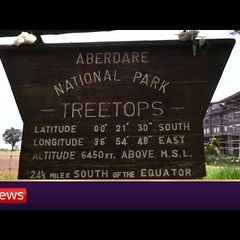 ABERDARE
NATIONAL PARK
- TREETOPS -
LATITUDE 00° 21' 30" SOUTH
LONGITUDE 36° 54' 48" EAST
ALTITUDE 6450 FT. ABOVE M.S.L.
24½ MILES SOUTH OF THE EQUATOR
news